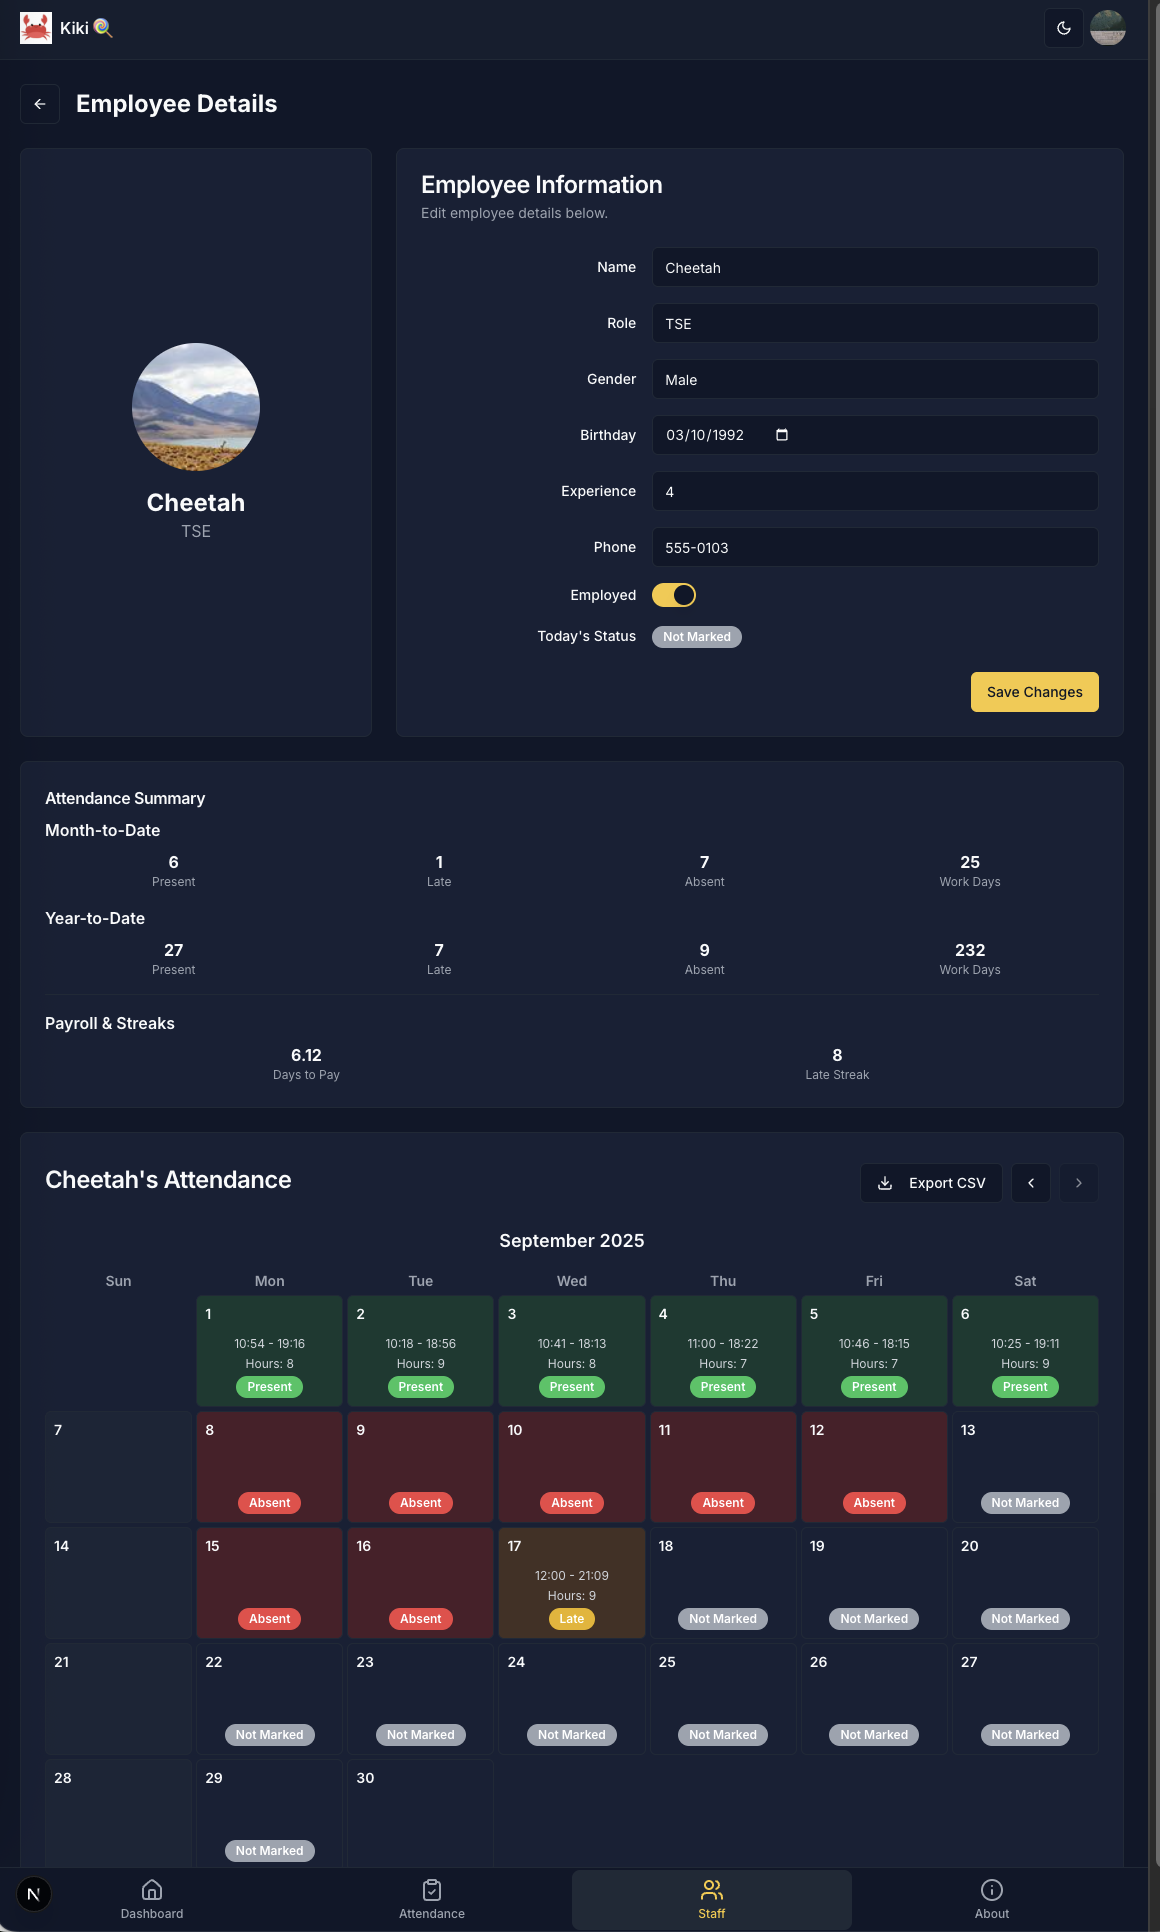 Kiki 🍭
Employee Details
Cheetah
TSE
Employee Information
Edit employee details below.
Name
Cheetah
Role
TSE
Gender
Male
Birthday
03/10/1992
Experience
4
Phone
555-0103
Employed
Today's Status
Not Marked
Save Changes
Attendance Summary
Month-to-Date
6 1 7 25
Present Late Absent Work Days
Year-to-Date
27 7 9 232
Present Late Absent Work Days
Payroll & Streaks
6.12 8
Days to Pay Late Streak
Cheetah's Attendance
Export CSV
September 2025
Sun Mon Tue Wed Thu Fri Sat
1 2 3 4 5 6
10:54 - 19:16 10:18 - 18:56 10:41 - 18:13 11:00 - 18:22 10:46 - 18:15 10:25 - 19:11
Hours: 8 Hours: 9 Hours: 8 Hours: 7 Hours: 7 Hours: 9
Present Present Present Present Present Present
7 8 9 10 11 12 13
Absent Absent Absent Absent Absent Not Marked
14 15 16 17 18 19 20
12:00 - 21:09
Hours: 9
Absent Absent Late Not Marked Not Marked Not Marked
21 22 23 24 25 26 27
Not Marked Not Marked Not Marked Not Marked Not Marked Not Marked
28 29 30
Not Marked
N
Dashboard Attendance Staff About